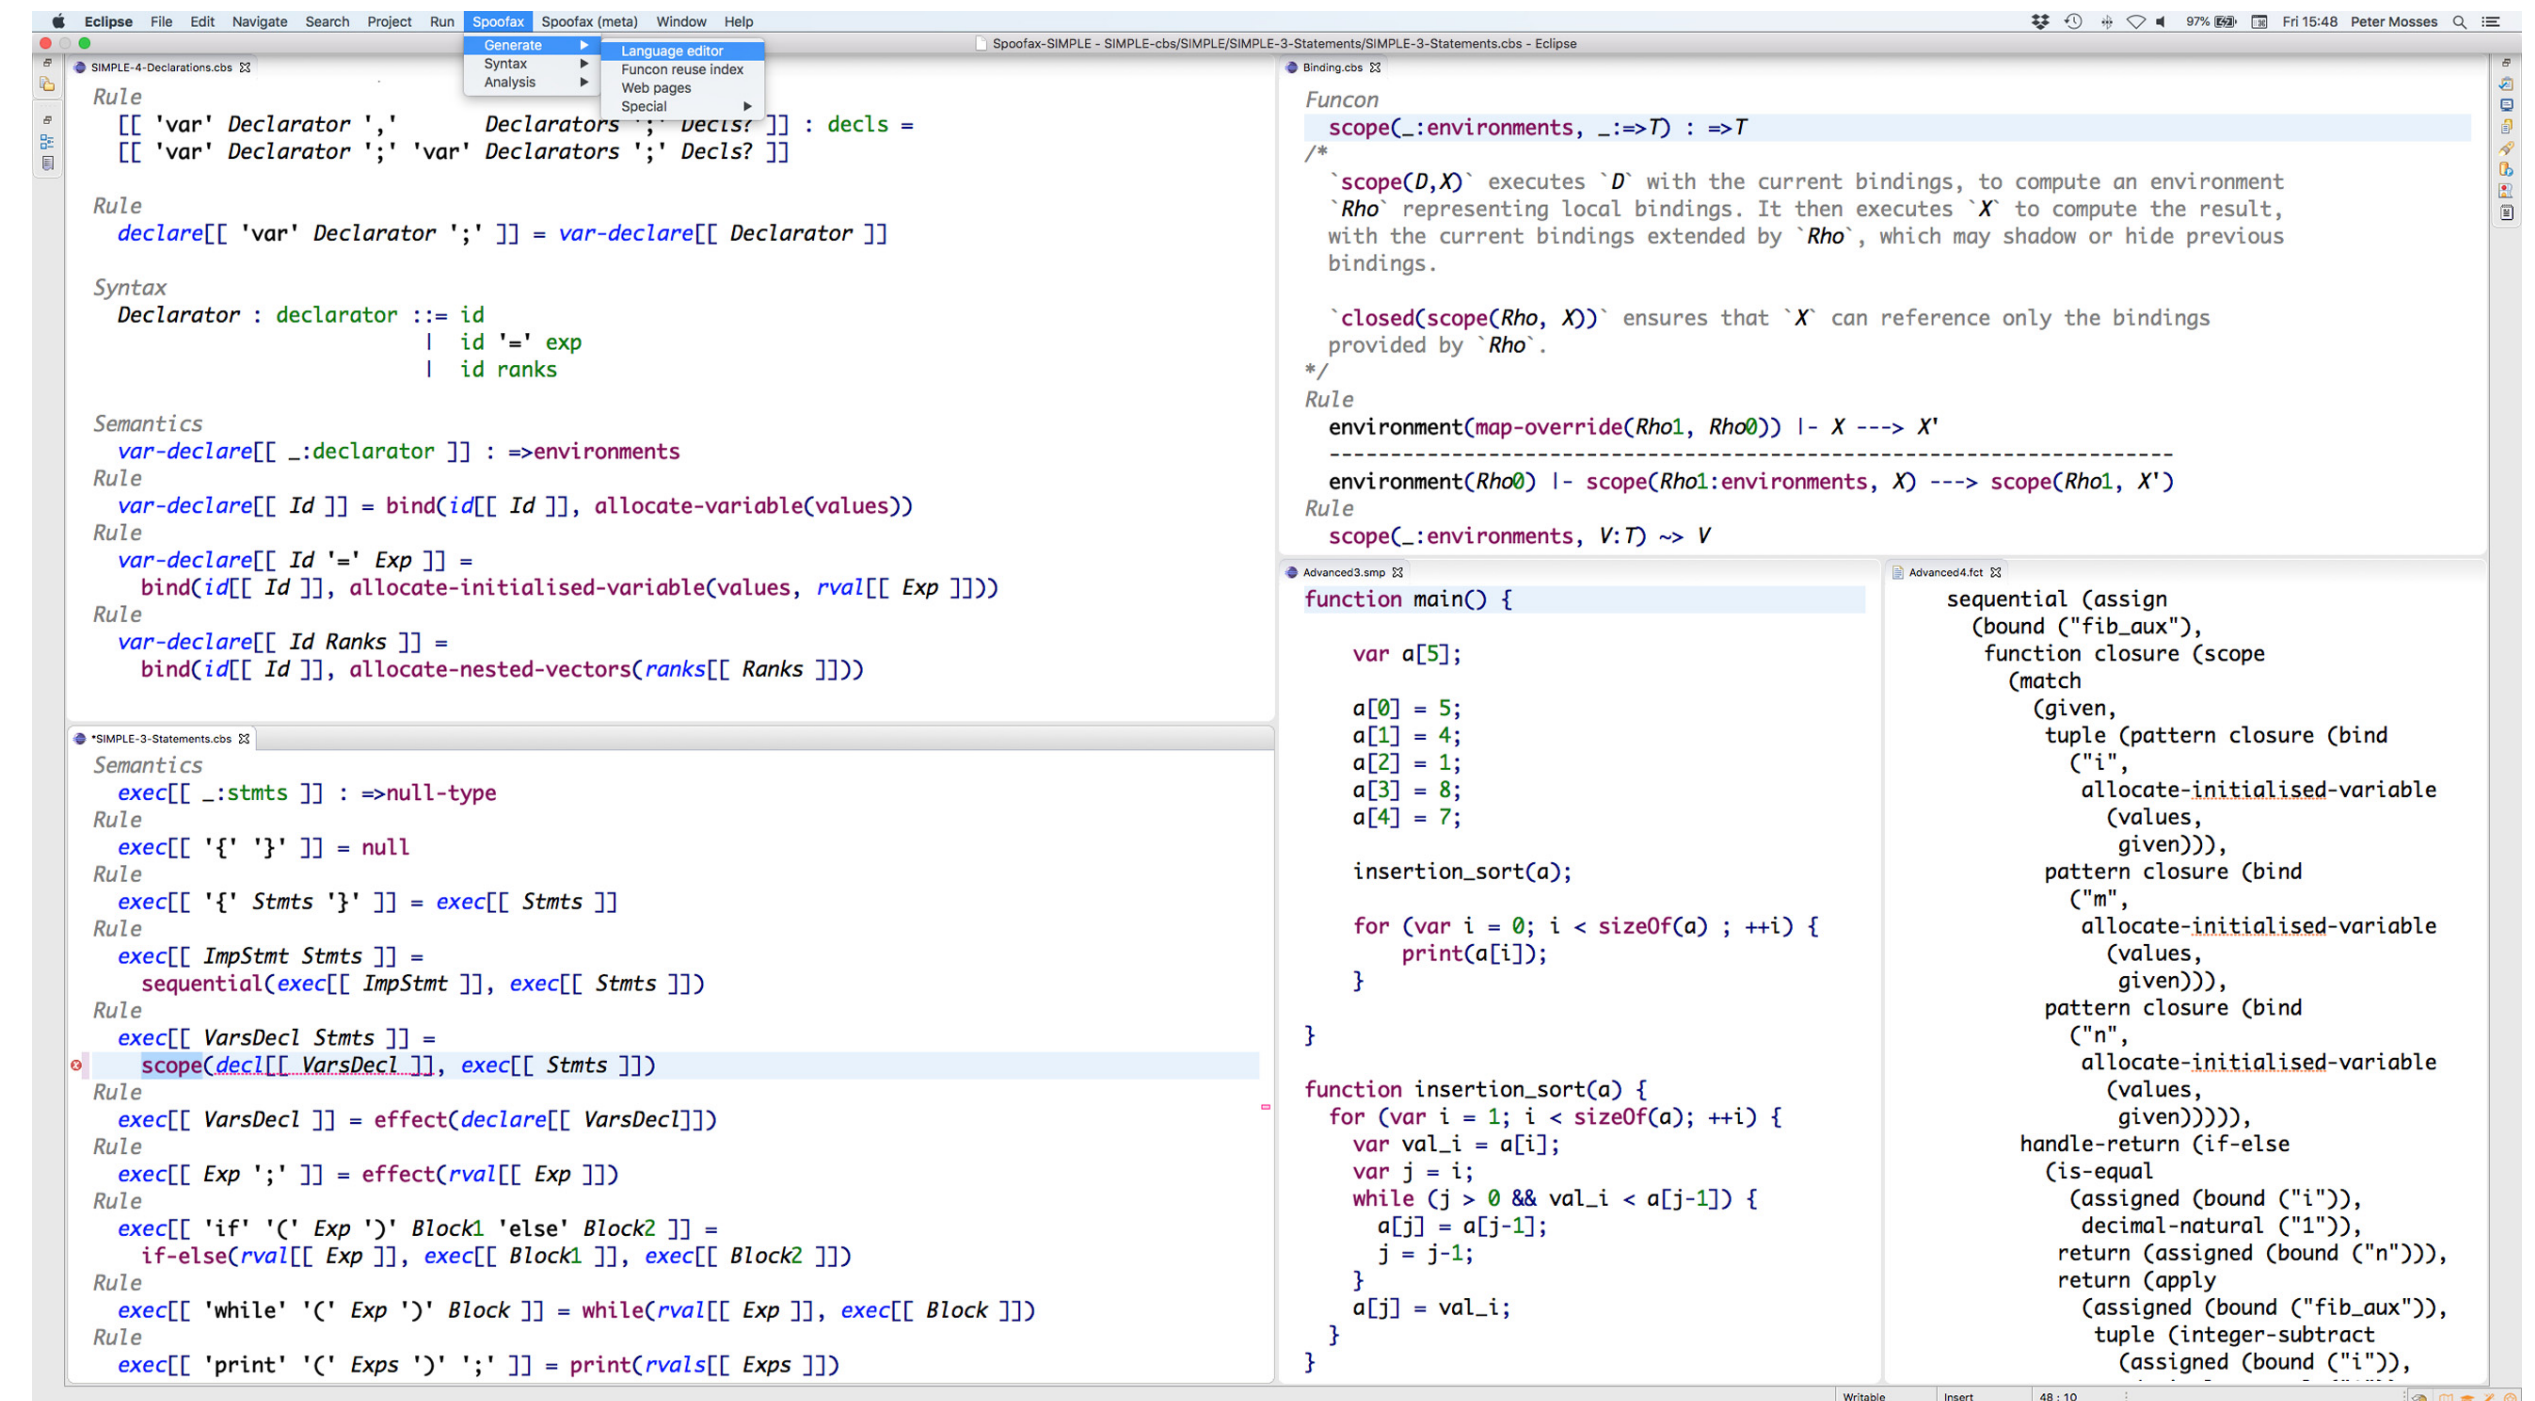 Eclipse File Edit Navigate Search Project Run Spoofax Spoofax (meta) Window Help
97% Fri 15:48 Peter Mosses
Spoofax-SIMPLE - SIMPLE-cbs/SIMPLE/SIMPLE-3-Statements/SIMPLE-3-Statements.cbs - Eclipse
Generate
Syntax
Analysis
Language editor
Funcon reuse index
Web pages
Special
SIMPLE-4-Declarations.cbs
Rule
[[ 'var' Declarator ',' Declarators ';' Decls? ]] : decls =
[[ 'var' Declarator ';' 'var' Declarators ';' Decls? ]]
Rule
declare[[ 'var' Declarator ';' ]] = var-declare[[ Declarator ]]
Syntax
Declarator : declarator ::= id
| id '=' exp
| id ranks
Semantics
var-declare[[ _:declarator ]] : =>environments
Rule
var-declare[[ Id ]] = bind(id[[ Id ]], allocate-variable(values))
Rule
var-declare[[ Id '=' Exp ]] =
bind(id[[ Id ]], allocate-initialised-variable(values, rval[[ Exp ]]))
Rule
var-declare[[ Id Ranks ]] =
bind(id[[ Id ]], allocate-nested-vectors(ranks[[ Ranks ]]))
*SIMPLE-3-Statements.cbs
Semantics
exec[[ _:stmts ]] : =>null-type
Rule
exec[[ '{' '}' ]] = null
Rule
exec[[ '{' Stmts '}' ]] = exec[[ Stmts ]]
Rule
exec[[ ImpStmt Stmts ]] =
sequential(exec[[ ImpStmt ]], exec[[ Stmts ]])
Rule
exec[[ VarsDecl Stmts ]] =
scope(decl[[ VarsDecl ]], exec[[ Stmts ]])
Rule
exec[[ VarsDecl ]] = effect(declare[[ VarsDecl]])
Rule
exec[[ Exp ';' ]] = effect(rval[[ Exp ]])
Rule
exec[[ 'if' '(' Exp ')' Block1 'else' Block2 ]] =
if-else(rval[[ Exp ]], exec[[ Block1 ]], exec[[ Block2 ]])
Rule
exec[[ 'while' '(' Exp ')' Block ]] = while(rval[[ Exp ]], exec[[ Block ]])
Rule
exec[[ 'print' '(' Exps ')' ';' ]] = print(rvals[[ Exps ]])
Binding.cbs
Funcon
scope(_:environments, _:=>T) : =>T
/*
`scope(D,X)` executes `D` with the current bindings, to compute an environment
`Rho` representing local bindings. It then executes `X` to compute the result,
with the current bindings extended by `Rho`, which may shadow or hide previous
bindings.
`closed(scope(Rho, X))` ensures that `X` can reference only the bindings
provided by `Rho`.
*/
Rule
environment(map-override(Rho1, Rho0)) |- X ---> X'
----------------------------------------------------------------------
environment(Rho0) |- scope(Rho1:environments, X) ---> scope(Rho1, X')
Rule
scope(_:environments, V:T) ~> V
Advanced3.smp
function main() {
var a[5];
a[0] = 5;
a[1] = 4;
a[2] = 1;
a[3] = 8;
a[4] = 7;
insertion_sort(a);
for (var i = 0; i < sizeOf(a) ; ++i) {
print(a[i]);
}
}
function insertion_sort(a) {
for (var i = 1; i < sizeOf(a); ++i) {
var val_i = a[i];
var j = i;
while (j > 0 && val_i < a[j-1]) {
a[j] = a[j-1];
j = j-1;
}
a[j] = val_i;
}
}
Advanced4.fct
sequential (assign
(bound ("fib_aux"),
function closure (scope
(match
(given,
tuple (pattern closure (bind
("i",
allocate-initialised-variable
(values,
given))),
pattern closure (bind
("m",
allocate-initialised-variable
(values,
given))),
pattern closure (bind
("n",
allocate-initialised-variable
(values,
given))))),
handle-return (if-else
(is-equal
(assigned (bound ("i")),
decimal-natural ("1")),
return (assigned (bound ("n"))),
return (apply
(assigned (bound ("fib_aux")),
tuple (integer-subtract
(assigned (bound ("i")),
Writable Insert 48 : 10